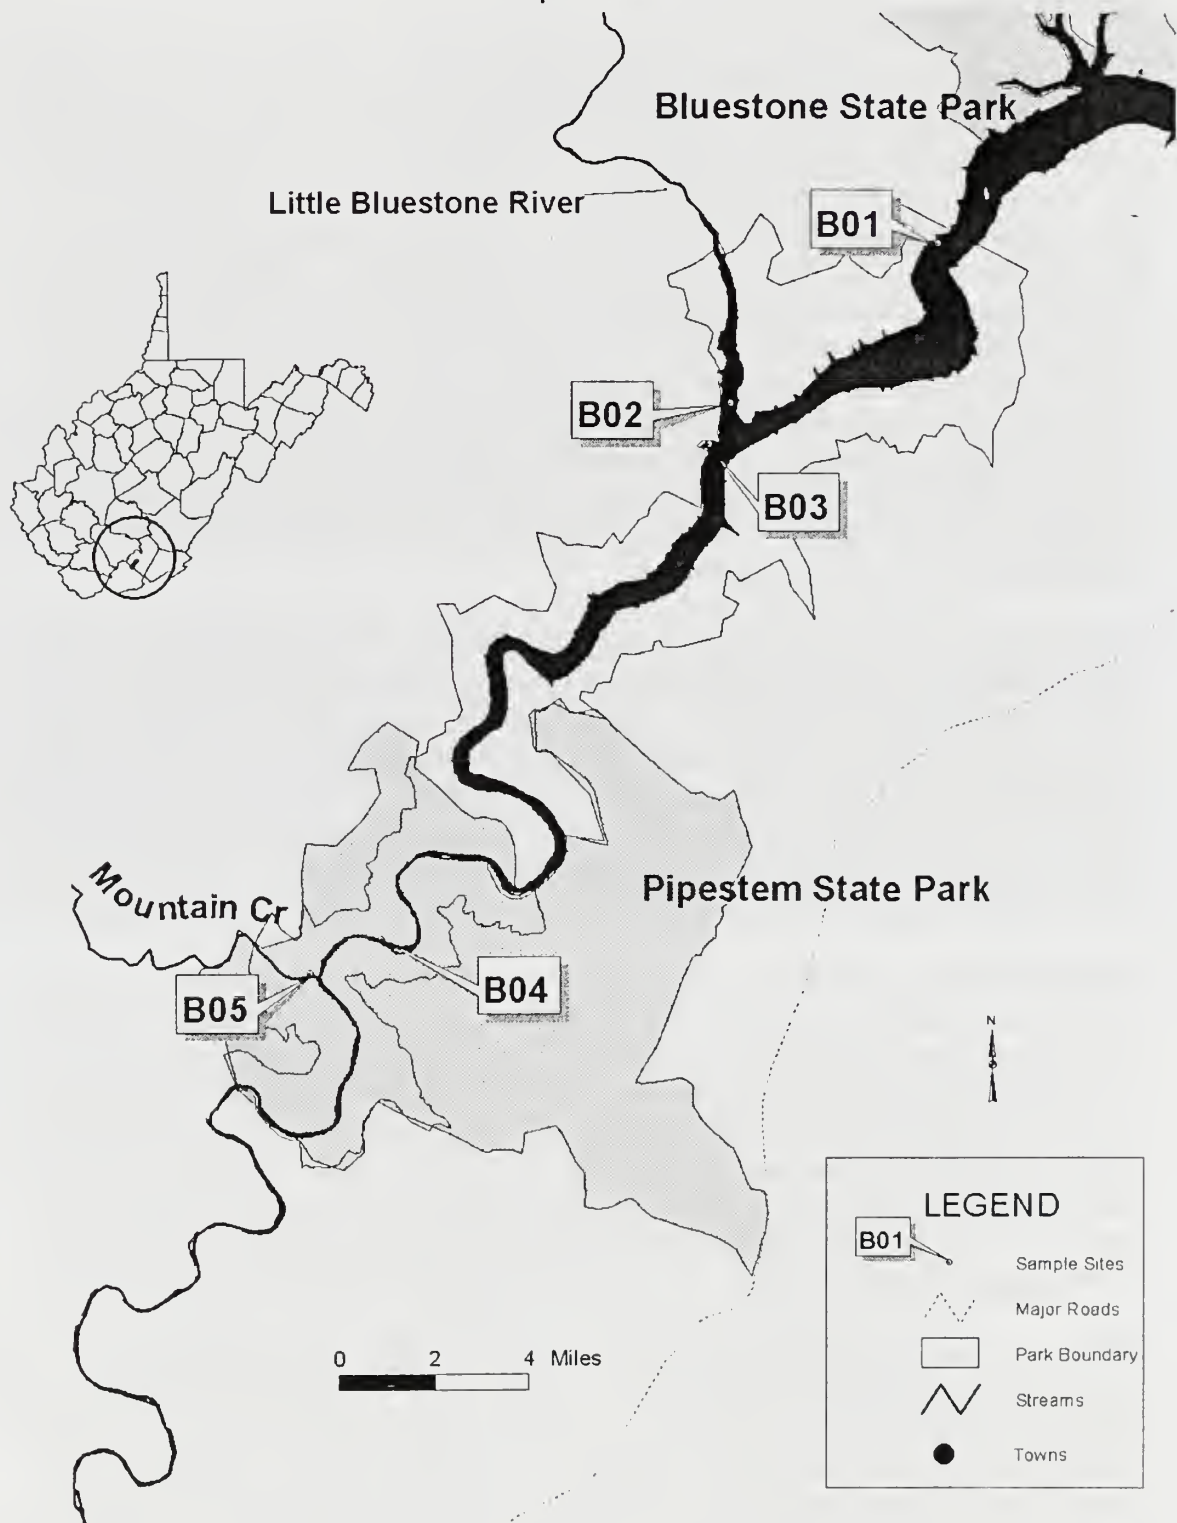 Bluestone State Park
Little Bluestone River
B01
B02
B03
Mountain Cr
Pipestem State Park
B04
B05
N
LEGEND
B01
Sample Sites
Major Roads
Park Boundary
Streams
Towns
0 2 4 Miles